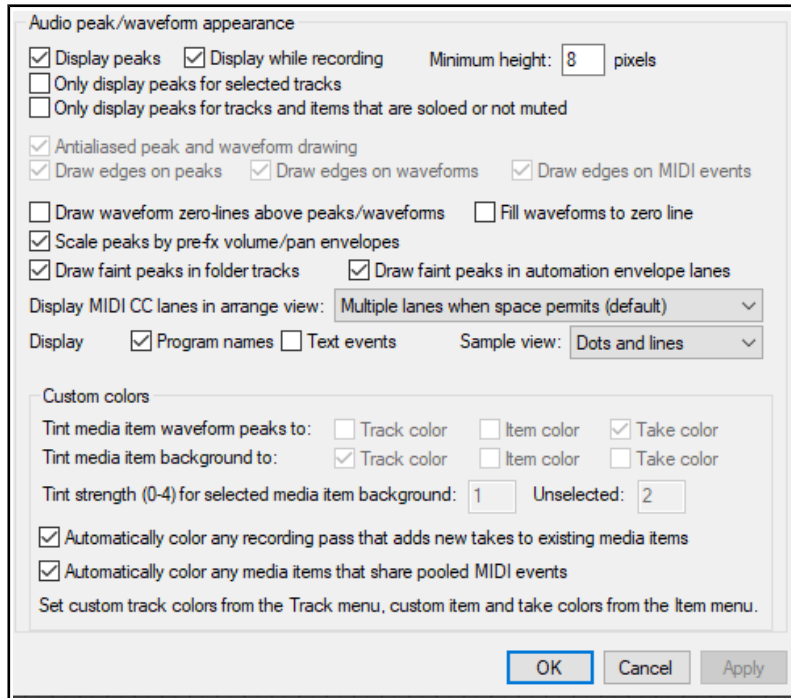 Audio peak/waveform appearance
Display peaks Display while recording Minimum height: 8 pixels
Only display peaks for selected tracks
Only display peaks for tracks and items that are soloed or not muted
Antialiased peak and waveform drawing
Draw edges on peaks Draw edges on waveforms Draw edges on MIDI events
Draw waveform zero-lines above peaks/waveforms Fill waveforms to zero line
Scale peaks by pre-fx volume/pan envelopes
Draw faint peaks in folder tracks Draw faint peaks in automation envelope lanes
Display MIDI CC lanes in arrange view: Multiple lanes when space permits (default)
Display Program names Text events Sample view: Dots and lines
Custom colors
Tint media item waveform peaks to: Track color Item color Take color
Tint media item background to: Track color Item color Take color
Tint strength (0-4) for selected media item background: 1 Unselected: 2
Automatically color any recording pass that adds new takes to existing media items
Automatically color any media items that share pooled MIDI events
Set custom track colors from the Track menu, custom item and take colors from the Item menu.
OK Cancel Apply